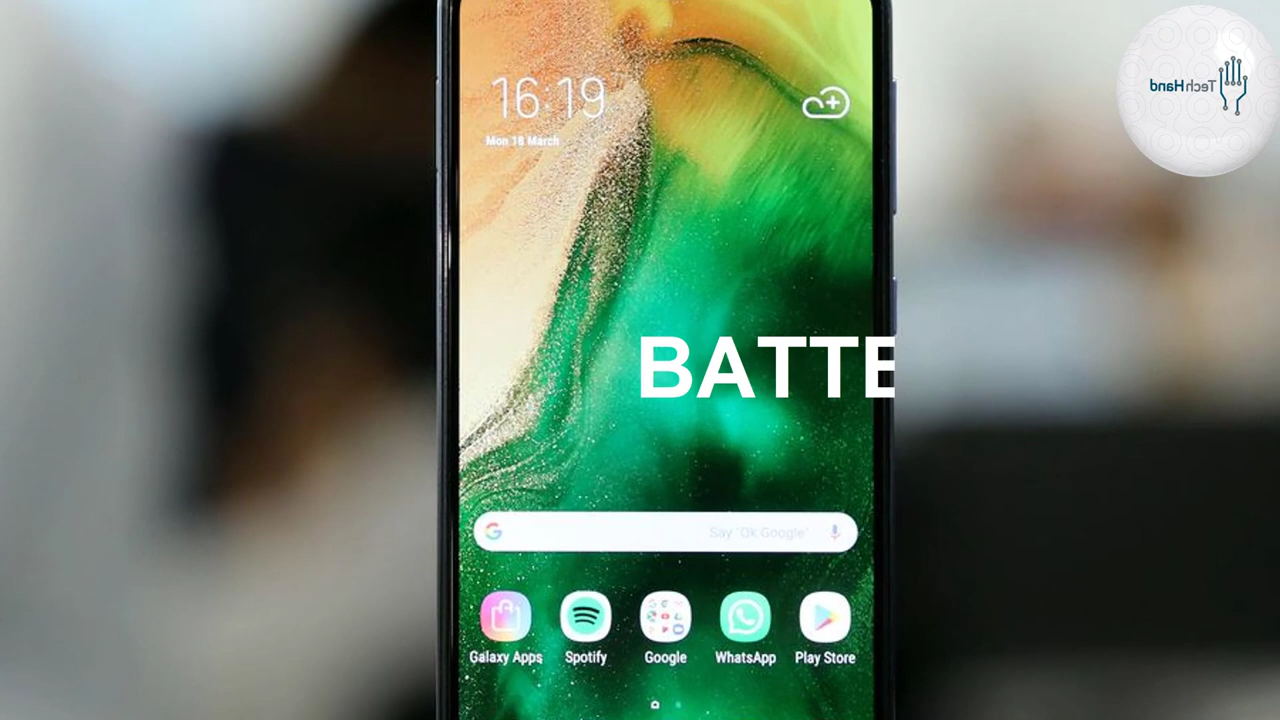 16:19
Mon 18 March
TechHand
BATTE
Say "Ok Google"
Galaxy Apps Spotify Google WhatsApp Play Store